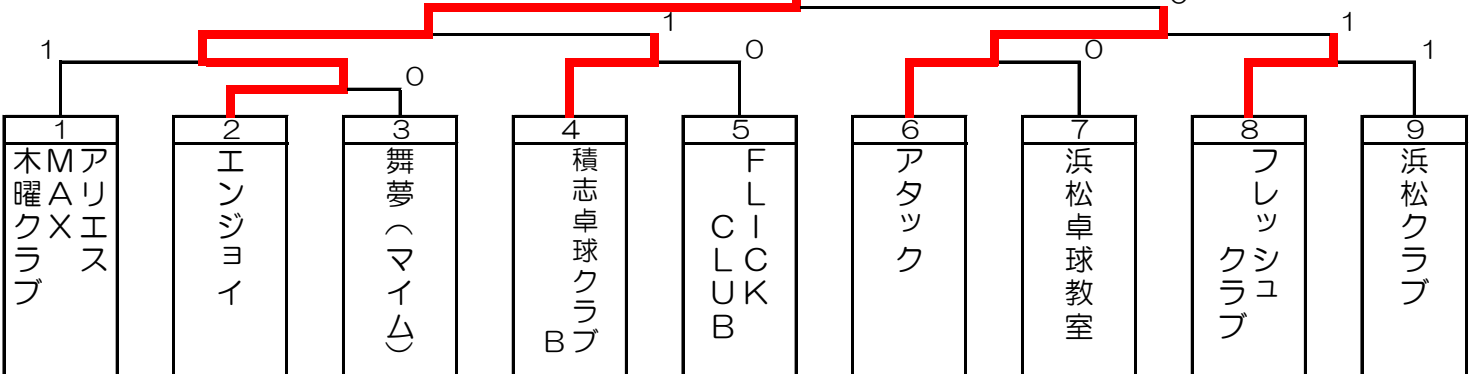 1
1
1
0
0
0
1
1 2 3 4 5 6 7 8 9
アリエス
MAX
木曜クラブ
エンジョイ
舞夢(マイム)
積志卓球クラブ
B
FLICK
CLUB
アタック
浜松卓球教室
フレッシュ
クラブ
浜松クラブ